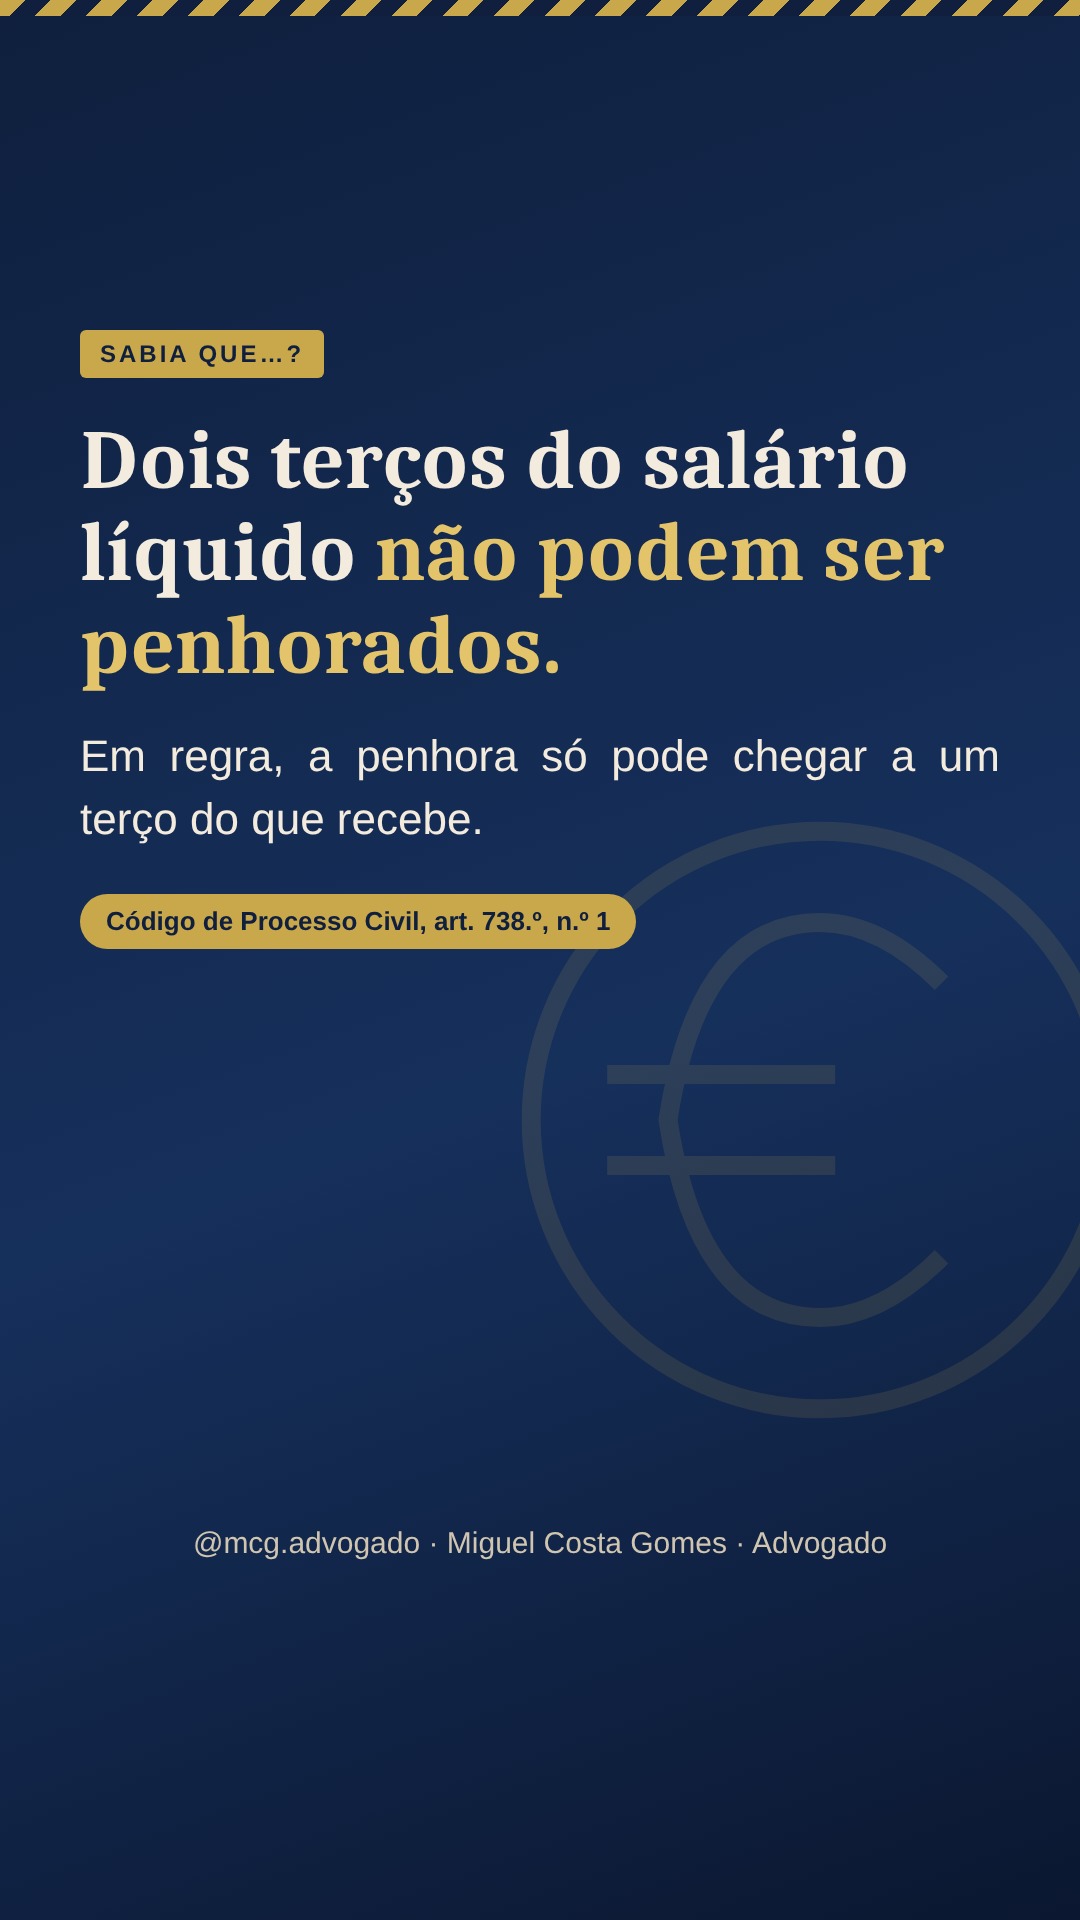 SABIA QUE…?
Dois terços do salário
líquido não podem ser
penhorados.
Em regra, a penhora só pode chegar a um
terço do que recebe.
Código de Processo Civil, art. 738.º, n.º 1
€
@mcg.advogado · Miguel Costa Gomes · Advogado